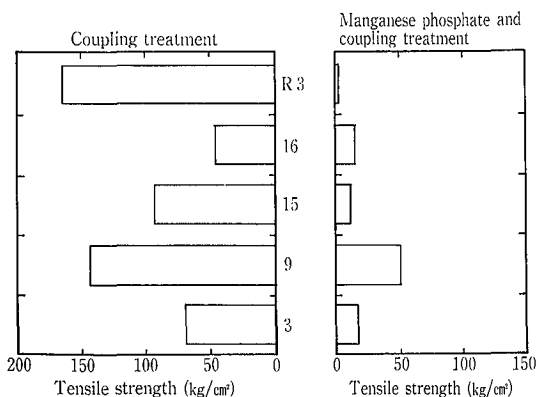 Coupling treatment
Manganese phosphate and
coupling treatment
R 3
16
15
9
3
200 150 100 50 0
0 50 100 150
Tensile strength (kg/cm²)
Tensile strength (kg/cm²)